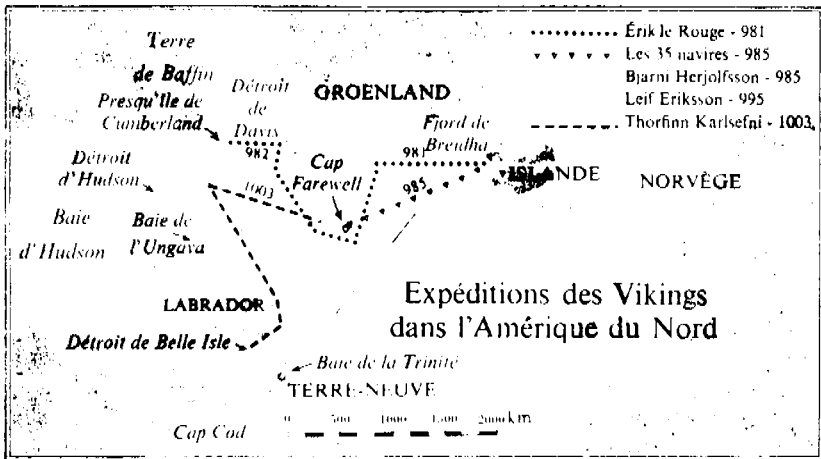 Terre
de Baffin
Presqu'île de
Cumberland
Détroit
de
Davis
982
GROENLAND
Cap
Farewell
Fjord de
Breidha
981
985
ISLANDE
NORVÈGE
Érik le Rouge - 981
Les 35 navires - 985
Bjarni Herjolfsson - 985
Leif Eriksson - 995
Thorfinn Karlsefni - 1003
Détroit
d'Hudson
1003
Baie
d'Hudson
Baie de
l'Ungava
LABRADOR
Détroit de Belle Isle
Expéditions des Vikings
dans l'Amérique du Nord
Baie de la Trinité
TERRE-NEUVE
Cap Cod
0 500 1000 1500 2000 km